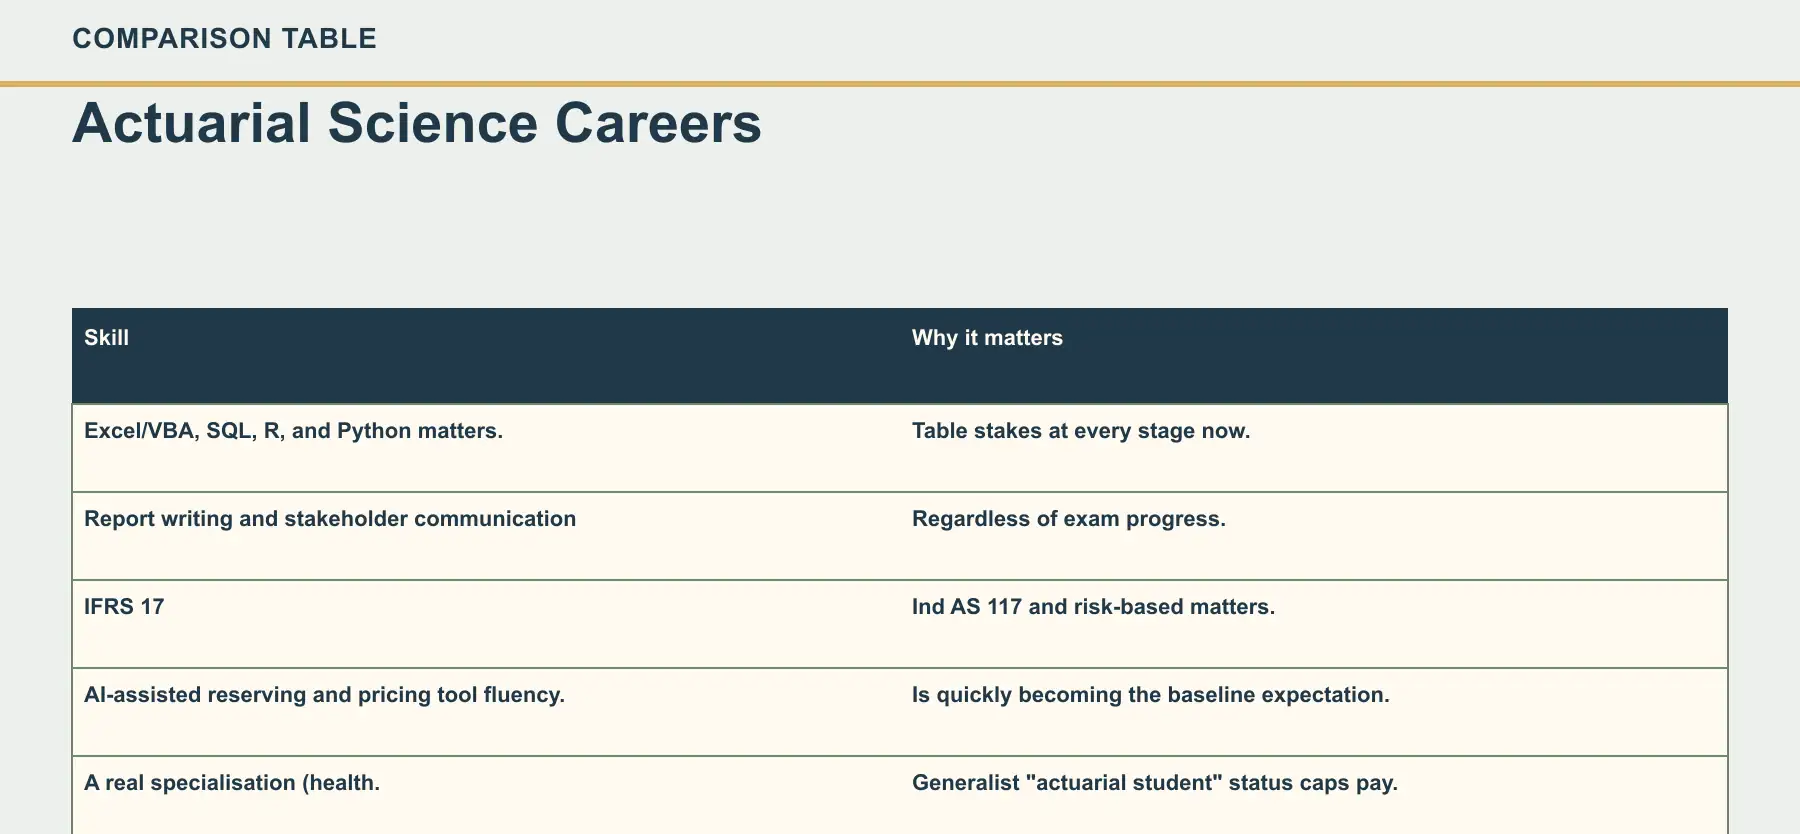 COMPARISON TABLE
Actuarial Science Careers
Skill
Why it matters
Excel/VBA, SQL, R, and Python matters.
Table stakes at every stage now.
Report writing and stakeholder communication
Regardless of exam progress.
IFRS 17
Ind AS 117 and risk-based matters.
AI-assisted reserving and pricing tool fluency.
Is quickly becoming the baseline expectation.
A real specialisation (health.
Generalist "actuarial student" status caps pay.